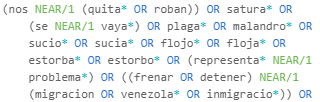 (nos NEAR/1 (quita* OR roban)) OR satura* OR
(se NEAR/1 vaya*) OR plaga* OR malandro* OR
sucio* OR sucia* OR flojo* OR floja* OR
estorba* OR estorbo* OR (representa* NEAR/1
problema*) OR ((frenar OR detener) NEAR/1
(migracion OR venezola* OR inmigracio*)) OR